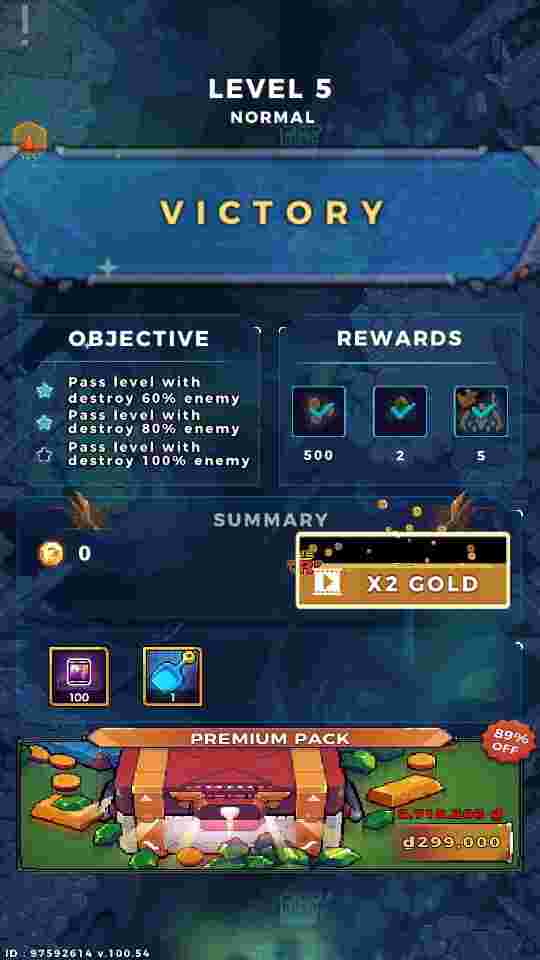 LEVEL 5
NORMAL
VICTORY
OBJECTIVE
Pass level with
destroy 60% enemy
Pass level with
destroy 80% enemy
Pass level with
destroy 100% enemy
REWARDS
500
2
5
SUMMARY
0
X2 GOLD
100
1
PREMIUM PACK
89%
OFF
₫299,000
ID : 97592614 v.100.54